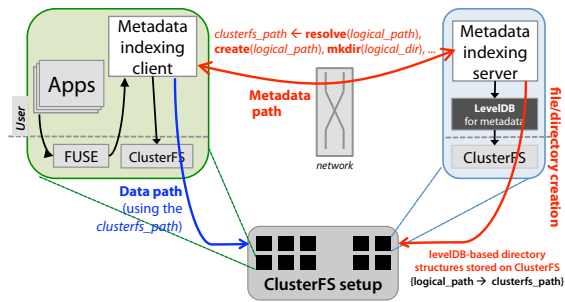 Metadata
indexing
client
Apps
User
FUSE
ClusterFS
clusterfs_path ← resolve(logical_path),
create(logical_path), mkdir(logical_dir), ...
Metadata
path
network
Metadata
indexing
server
LevelDB
for metadata
ClusterFS
file/directory creation
Data path
(using the
clusterfs_path)
ClusterFS setup
levelDB-based directory
structures stored on ClusterFS
{logical_path → clusterfs_path}